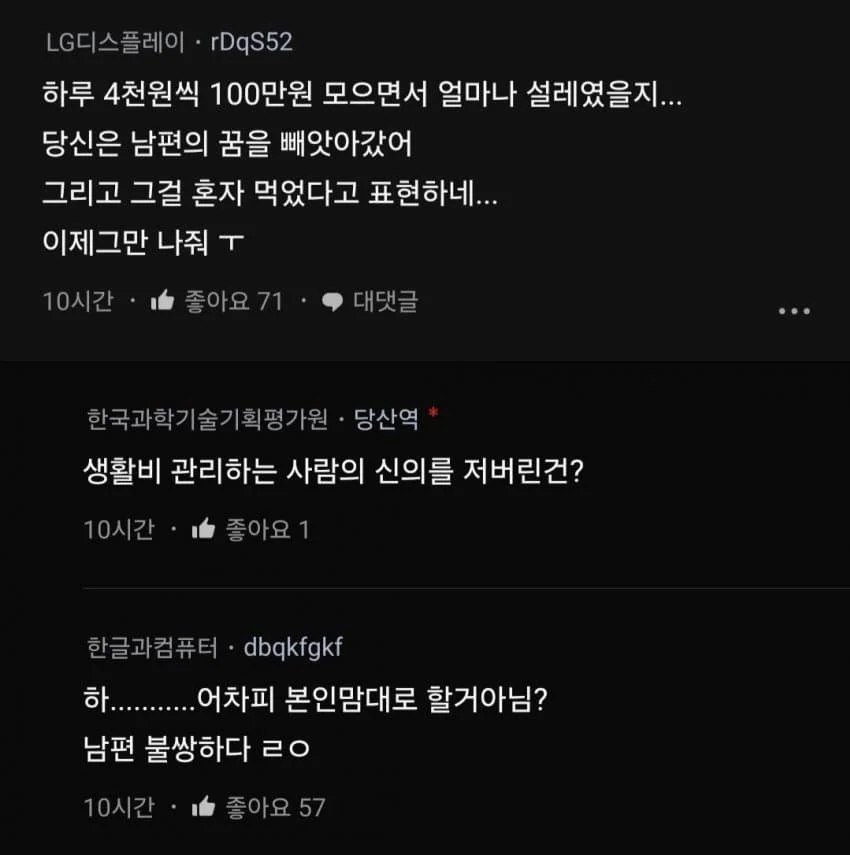 LG디스플레이 · rDqS52
하루 4천원씩 100만원 모으면서 얼마나 설레였을지...
당신은 남편의 꿈을 빼앗아갔어
그리고 그걸 혼자 먹었다고 표현하네...
이제그만 나줘 ㅜ
10시간 · 좋아요 71 · 대댓글
한국과학기술기획평가원 · 당산역 *
생활비 관리하는 사람의 신의를 저버린건?
10시간 · 좋아요 1
한글과컴퓨터 · dbqkfgkf
하...........어차피 본인맘대로 할거아님?
남편 불쌍하다 ㄹㅇ
10시간 · 좋아요 57